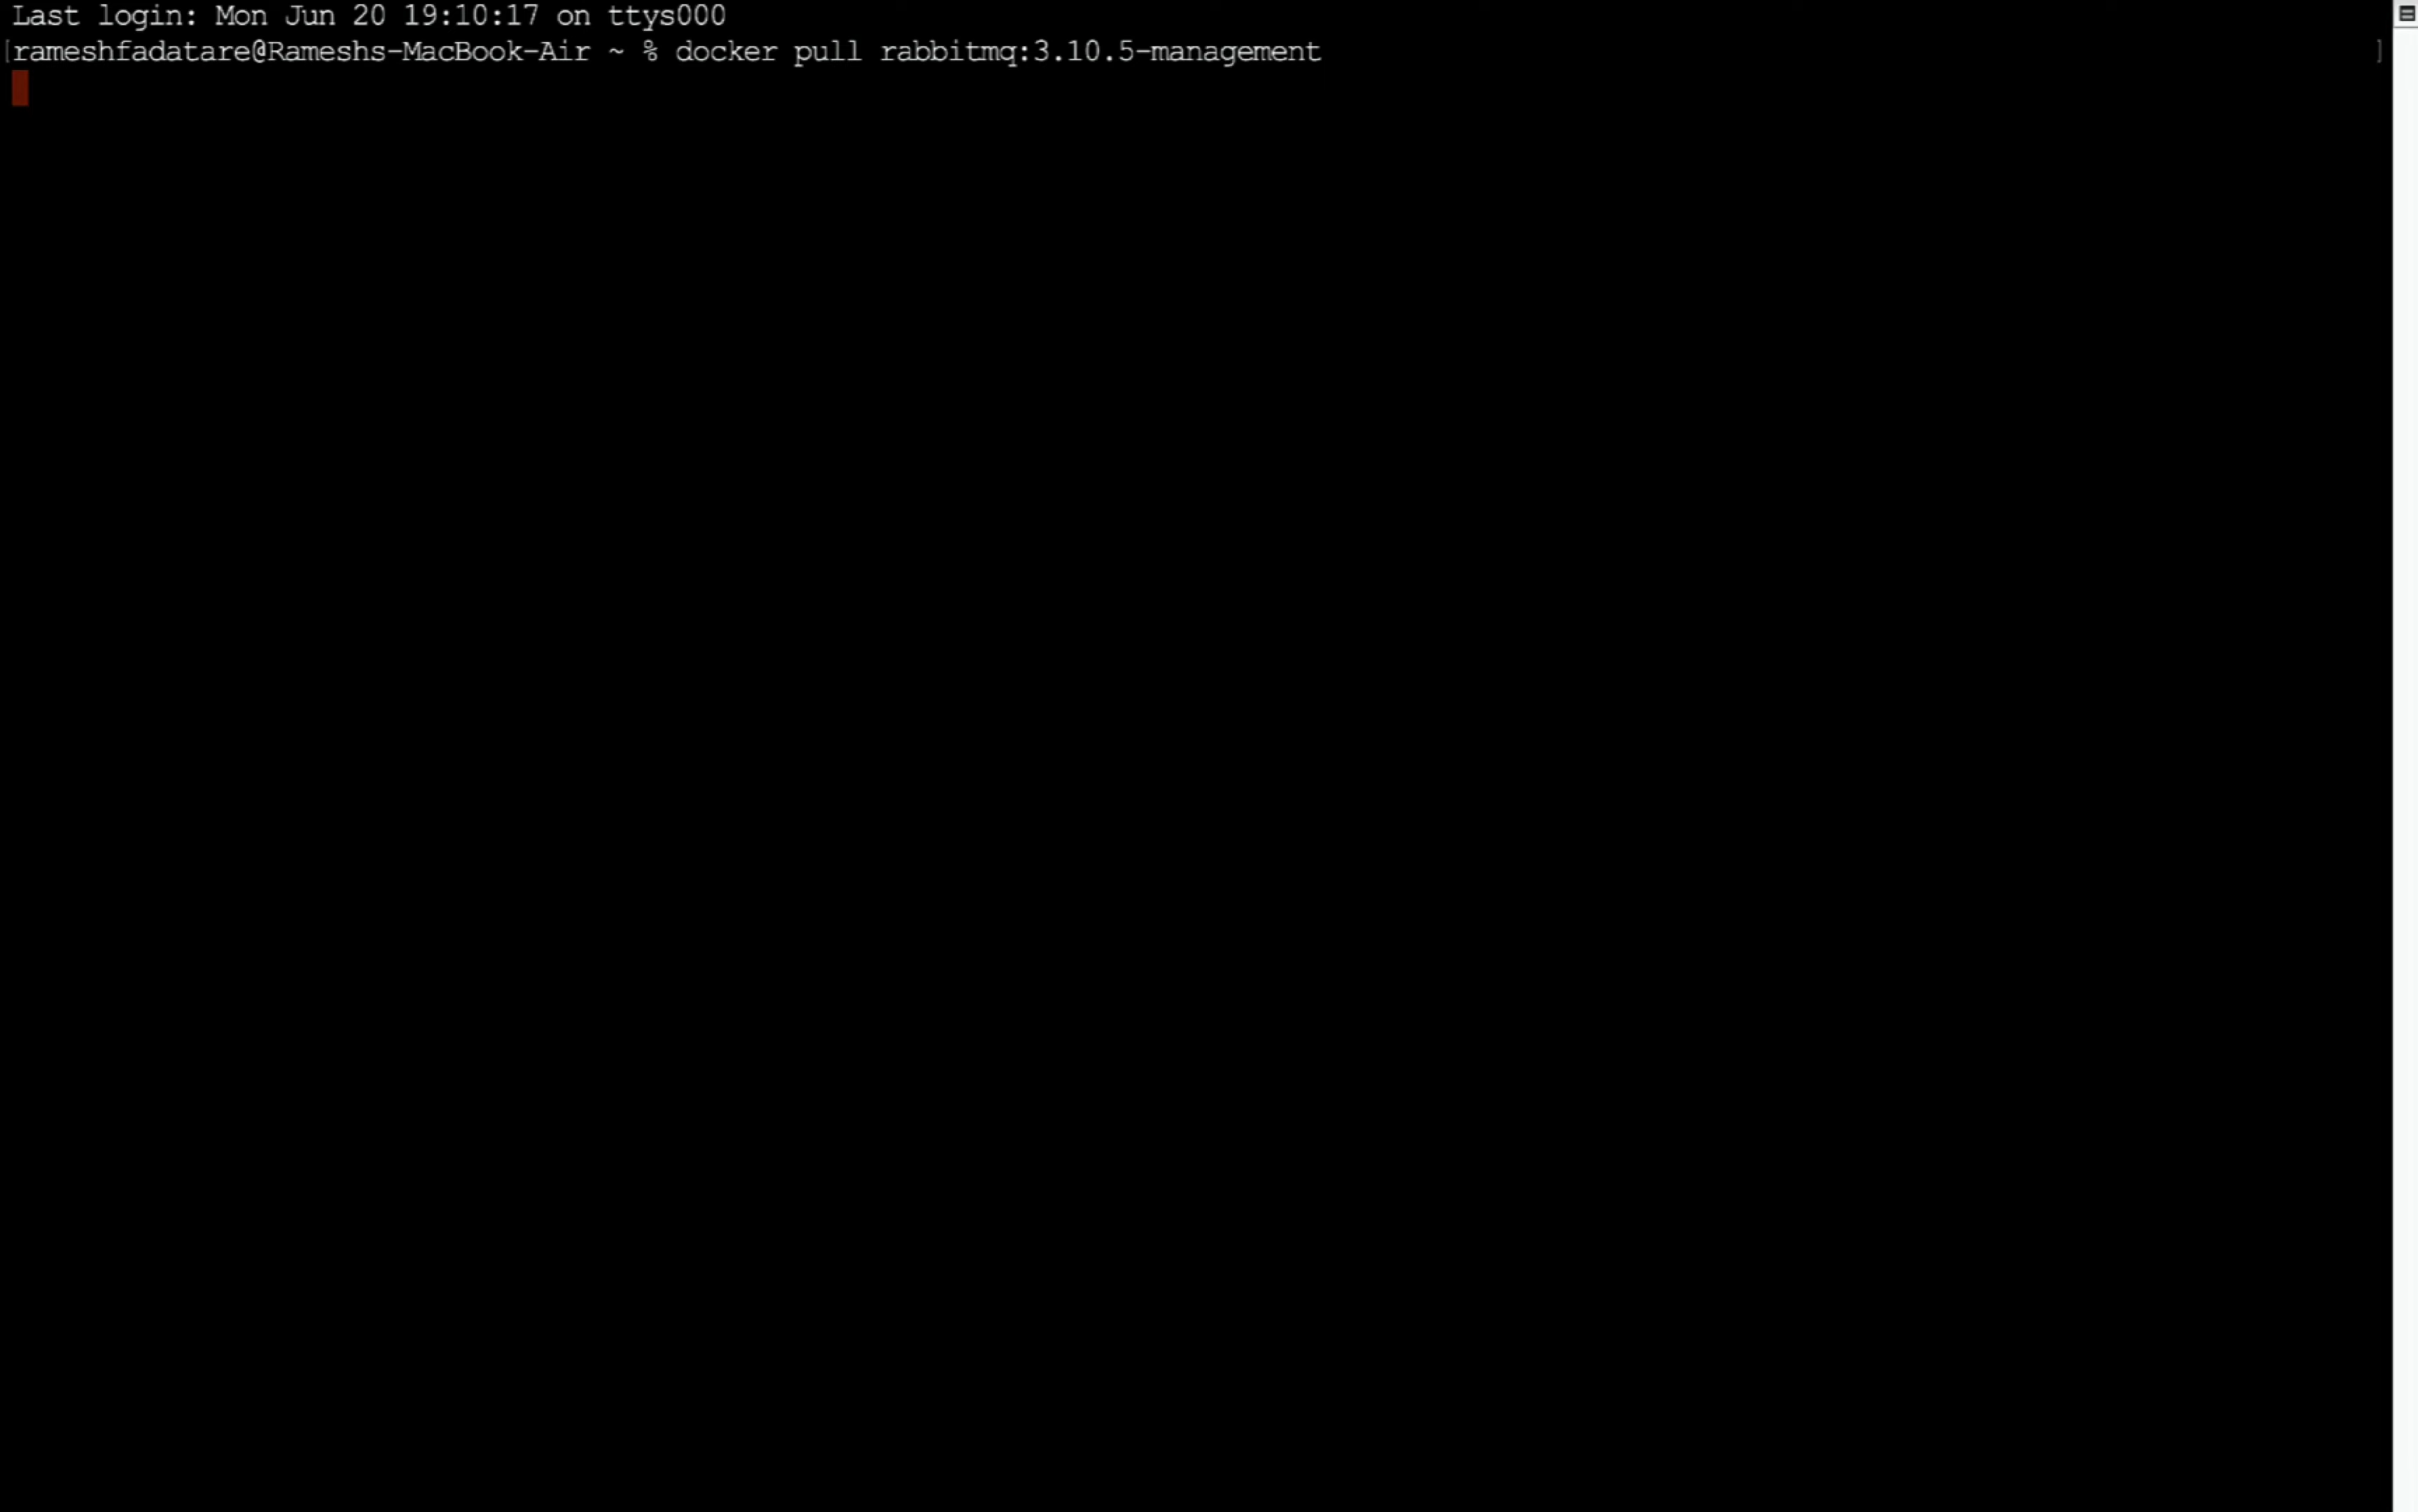 Last login: Mon Jun 20 19:10:17 on ttys000
[rameshfadatare@Rameshs-MacBook-Air ~ % docker pull rabbitmq:3.10.5-management ]